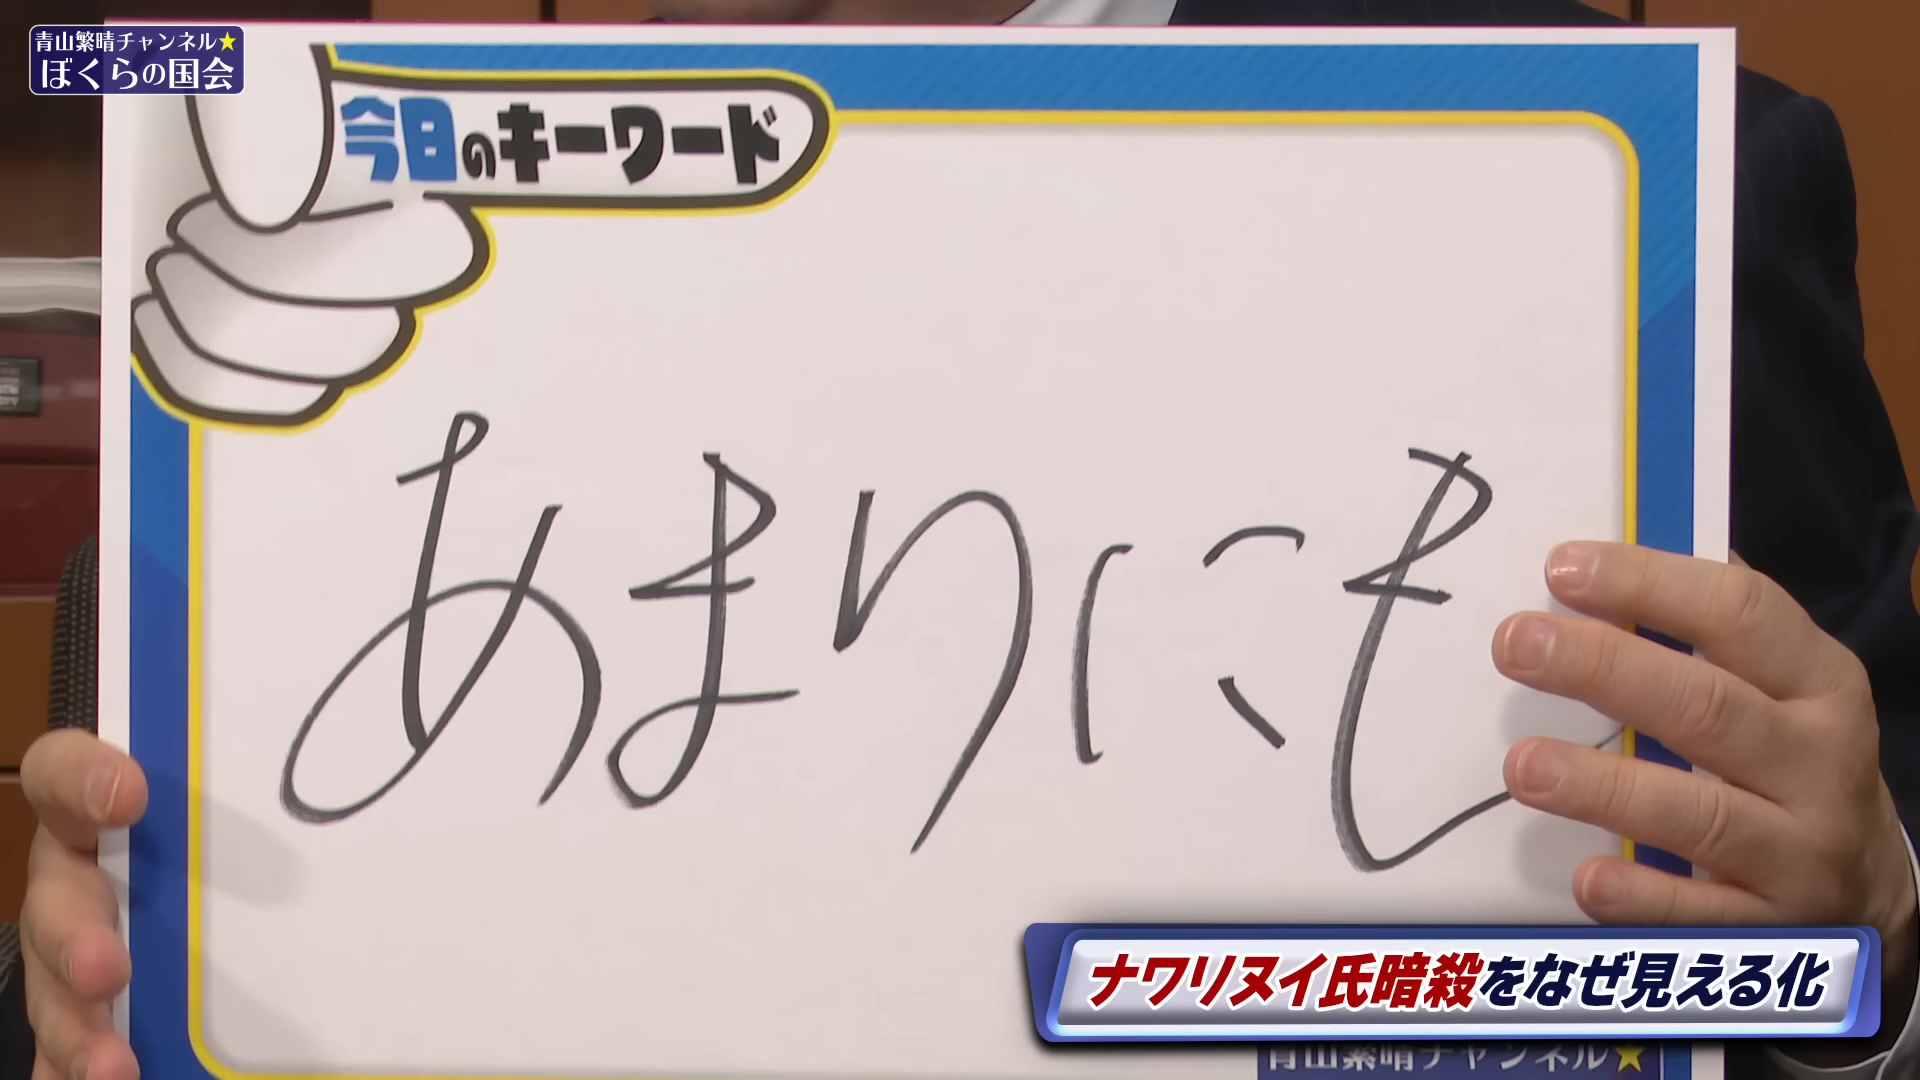 青山繁晴チャンネル★
ぼくらの国会
今日のキーワード
あまりにも
ナワリヌイ氏暗殺をなぜ見える化
青山繁晴チャンネル★